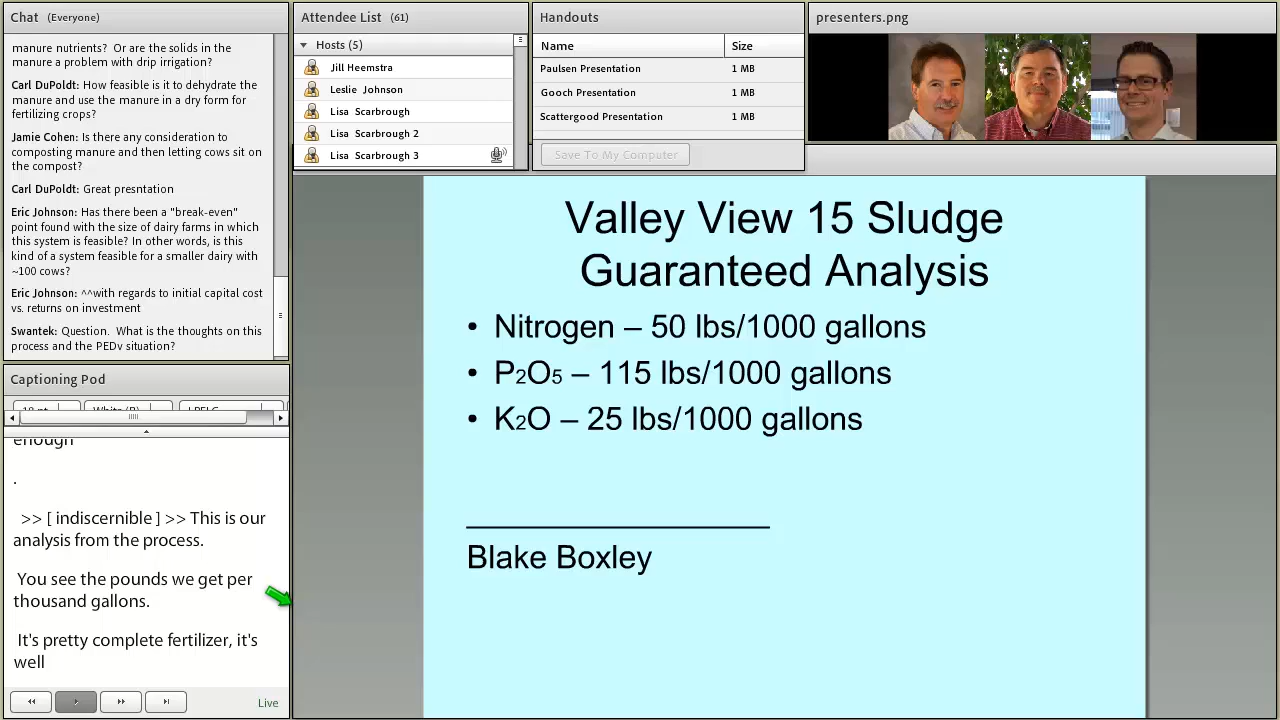 Chat (Everyone)
manure nutrients? Or are the solids in the
manure a problem with drip irrigation?
Carl DuPoldt: How feasible is it to dehydrate the
manure and use the manure in a dry form for
fertilizing crops?
Jamie Cohen: Is there any consideration to
composting manure and then letting cows sit on
the compost?
Carl DuPoldt: Great presntation
Eric Johnson: Has there been a "break-even"
point found with the size of dairy farms in which
this system is feasible? In other words, is this
kind of a system feasible for a smaller dairy with
~100 cows?
Eric Johnson: ^^with regards to initial capital cost
vs. returns on investment
Swantek: Question. What is the thoughts on this
process and the PEDv situation?
Captioning Pod
enough
.
>> [ indiscernible ] >> This is our
analysis from the process.
You see the pounds we get per
thousand gallons.
It's pretty complete fertilizer, it's
well
Live
Attendee List (61)
Hosts (5)
Jill Heemstra
Leslie Johnson
Lisa Scarbrough
Lisa Scarbrough 2
Lisa Scarbrough 3
Handouts
Name Size
Paulsen Presentation 1 MB
Gooch Presentation 1 MB
Scattergood Presentation 1 MB
Save To My Computer
presenters.png
Valley View 15 Sludge
Guaranteed Analysis
• Nitrogen – 50 lbs/1000 gallons
• P2O5 – 115 lbs/1000 gallons
• K2O – 25 lbs/1000 gallons
Blake Boxley